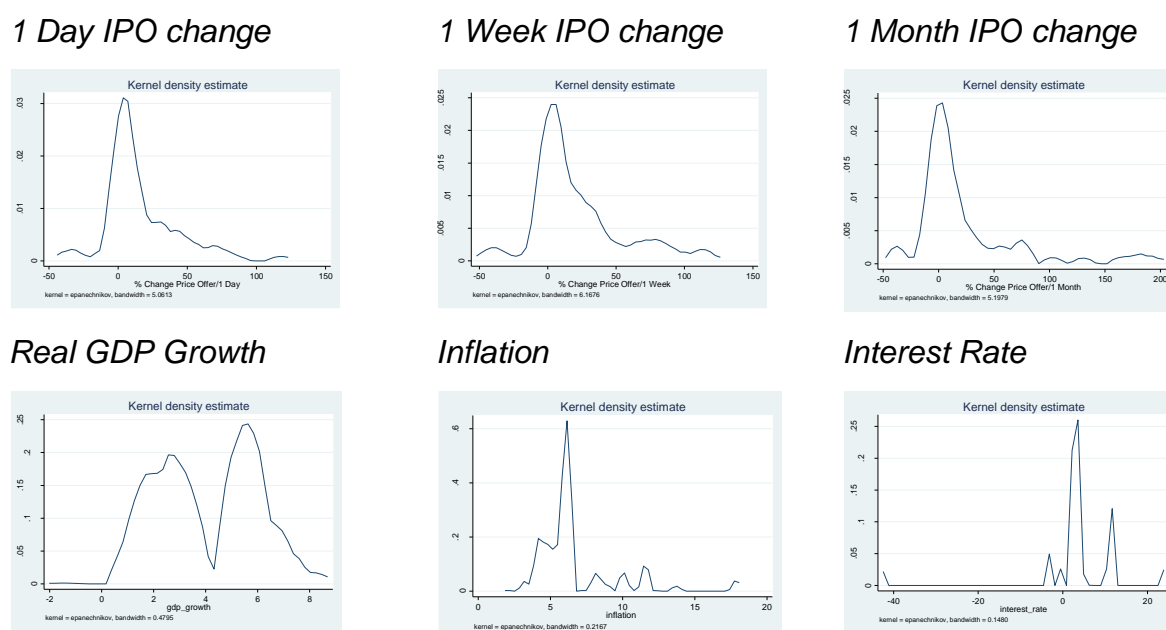 1 Day IPO change
1 Week IPO change
1 Month IPO change
Kernel density estimate
.03
.02
.01
0
-50 0 50 100 150
% Change Price Offer/1 Day
kernel = epanechnikov, bandwidth = 5.0613
Kernel density estimate
.025
.02
.015
.01
.005
0
-50 0 50 100 150
% Change Price Offer/1 Week
kernel = epanechnikov, bandwidth = 6.1676
Kernel density estimate
.025
.02
.015
.01
.005
0
-50 0 50 100 150 200
% Change Price Offer/1 Month
kernel = epanechnikov, bandwidth = 5.1979
Real GDP Growth
Inflation
Interest Rate
Kernel density estimate
.25
.2
.15
.1
.05
0
-2 0 2 4 6 8
gdp_growth
kernel = epanechnikov, bandwidth = 0.4795
Kernel density estimate
.6
.4
.2
0
0 5 10 15 20
inflation
kernel = epanechnikov, bandwidth = 0.2167
Kernel density estimate
.25
.2
.15
.1
.05
0
-40 -20 0 20
interest_rate
kernel = epanechnikov, bandwidth = 0.1480